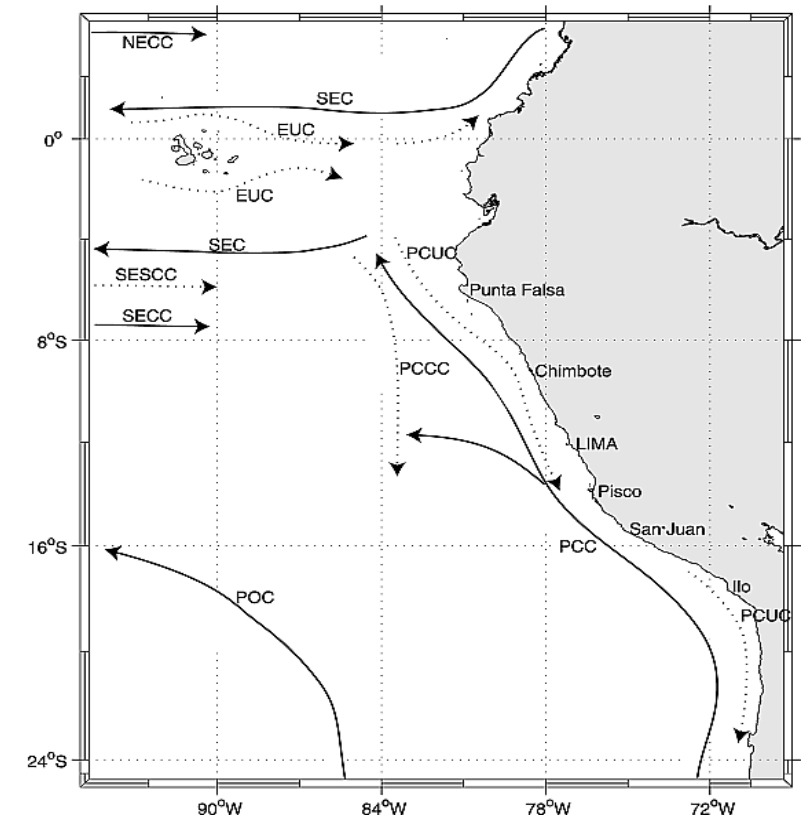 NECC
SEC
EUC
0°
EUC
SEC
PCUC
SESCC
Punta Falsa
SECC
8°S
PCCC
Chimbote
LIMA
Pisco
San Juan
16°S
PCC
Ilo
POC
PCUC
24°S
90°W
84°W
78°W
72°W